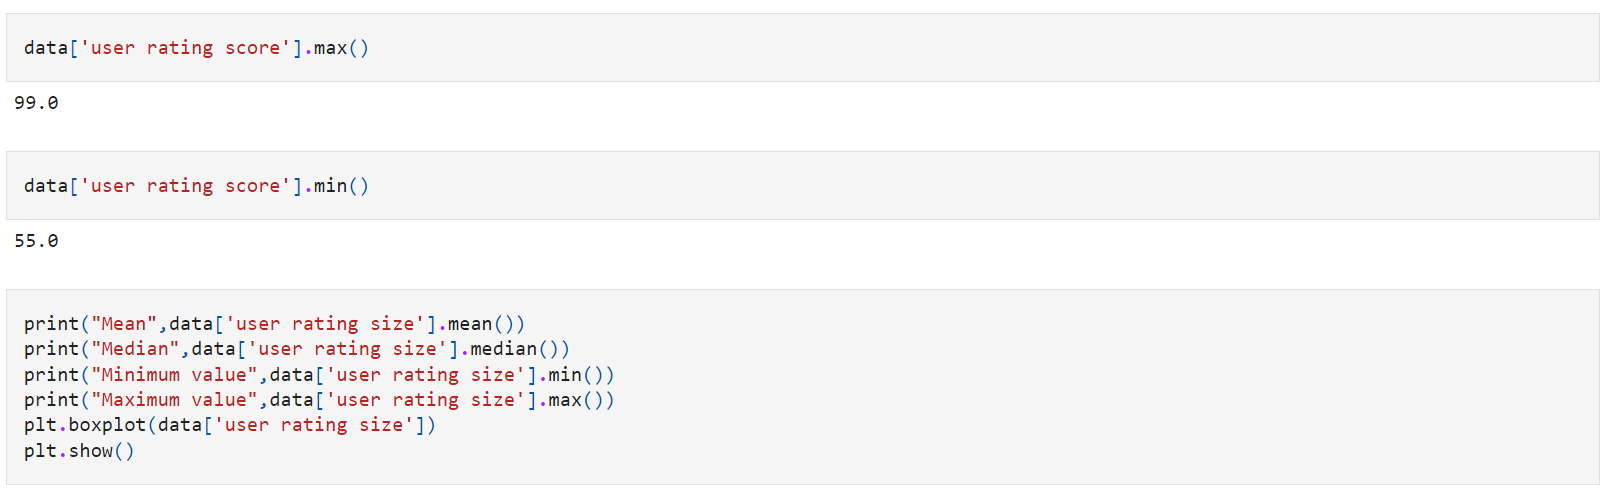 data['user rating score'].max()
99.0
data['user rating score'].min()
55.0
print("Mean",data['user rating size'].mean())
print("Median",data['user rating size'].median())
print("Minimum value",data['user rating size'].min())
print("Maximum value",data['user rating size'].max())
plt.boxplot(data['user rating size'])
plt.show()